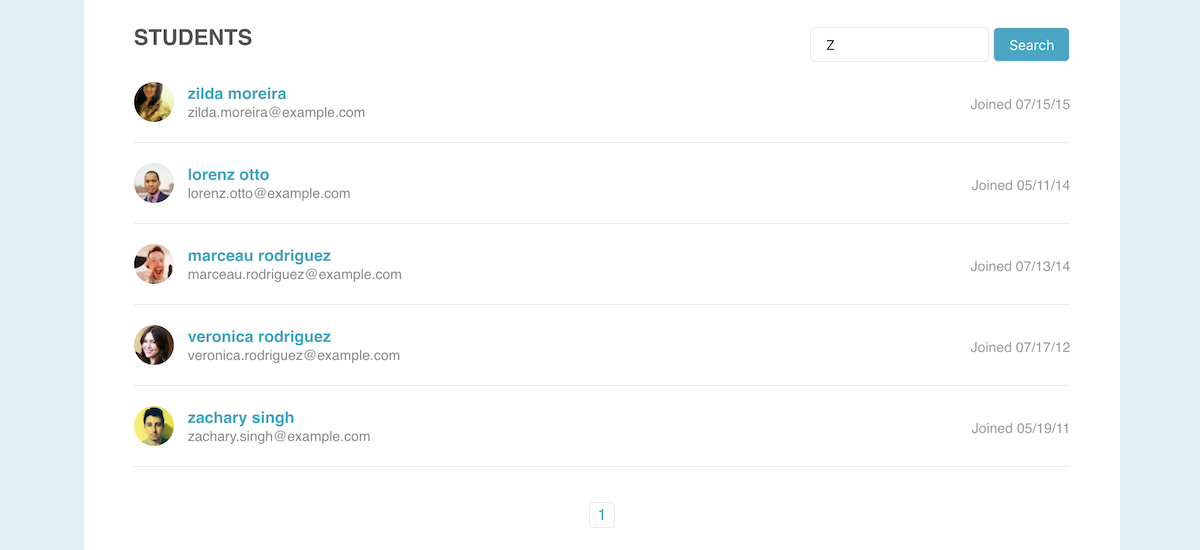 STUDENTS
Z
Search
zilda moreira
zilda.moreira@example.com
Joined 07/15/15
lorenz otto
lorenz.otto@example.com
Joined 05/11/14
marceau rodriguez
marceau.rodriguez@example.com
Joined 07/13/14
veronica rodriguez
veronica.rodriguez@example.com
Joined 07/17/12
zachary singh
zachary.singh@example.com
Joined 05/19/11
1